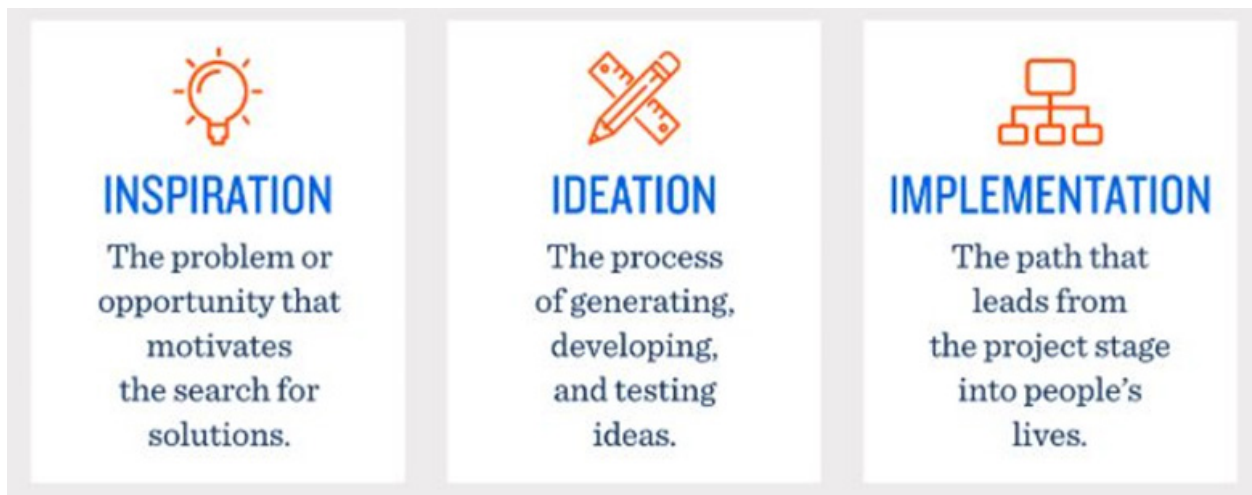 INSPIRATION
The problem or
opportunity that
motivates
the search for
solutions.
IDEATION
The process
of generating,
developing,
and testing
ideas.
IMPLEMENTATION
The path that
leads from
the project stage
into people’s
lives.